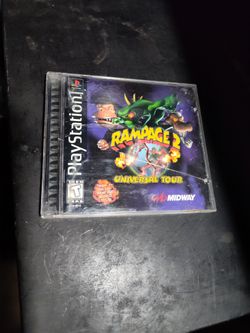 PlayStation
RAMPAGE 2
UNIVERSAL TOUR
MIDWAY